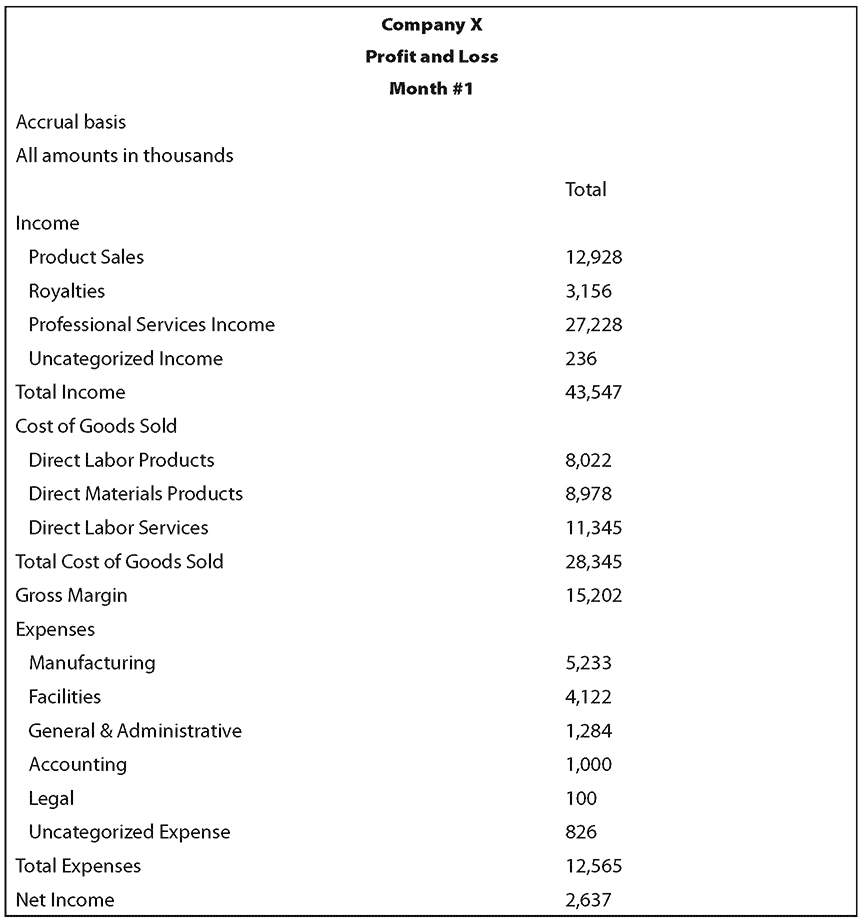 Company X
Profit and Loss
Month #1
Accrual basis
All amounts in thousands
Total
Income
Product Sales 12,928
Royalties 3,156
Professional Services Income 27,228
Uncategorized Income 236
Total Income 43,547
Cost of Goods Sold
Direct Labor Products 8,022
Direct Materials Products 8,978
Direct Labor Services 11,345
Total Cost of Goods Sold 28,345
Gross Margin 15,202
Expenses
Manufacturing 5,233
Facilities 4,122
General & Administrative 1,284
Accounting 1,000
Legal 100
Uncategorized Expense 826
Total Expenses 12,565
Net Income 2,637